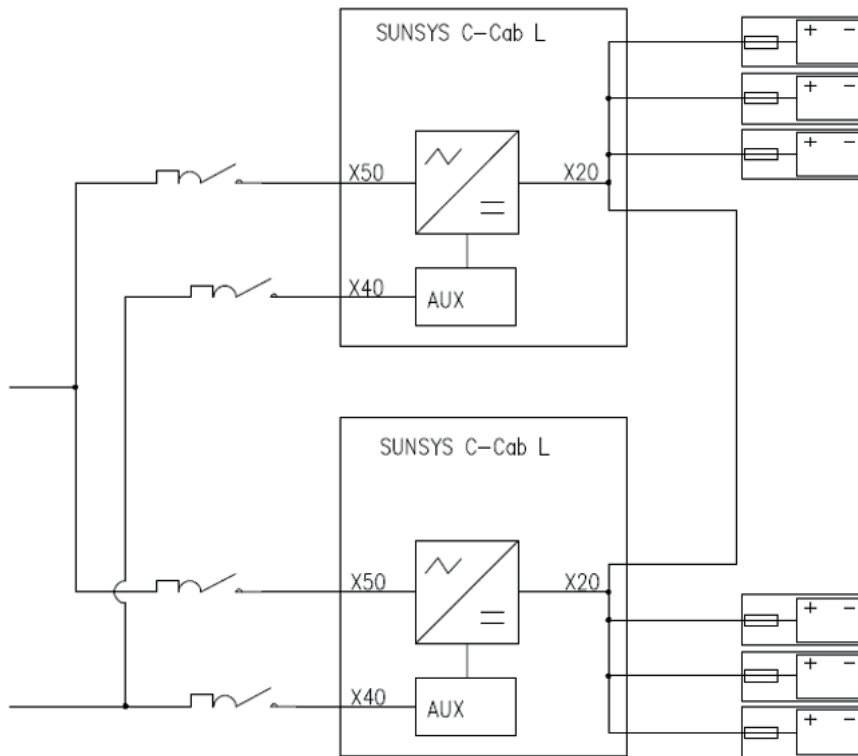 SUNSYS C-Cab L
+ −
+ −
+ −
X50
X20
X40
AUX
SUNSYS C-Cab L
X50
X20
+ −
+ −
X40
AUX
+ −